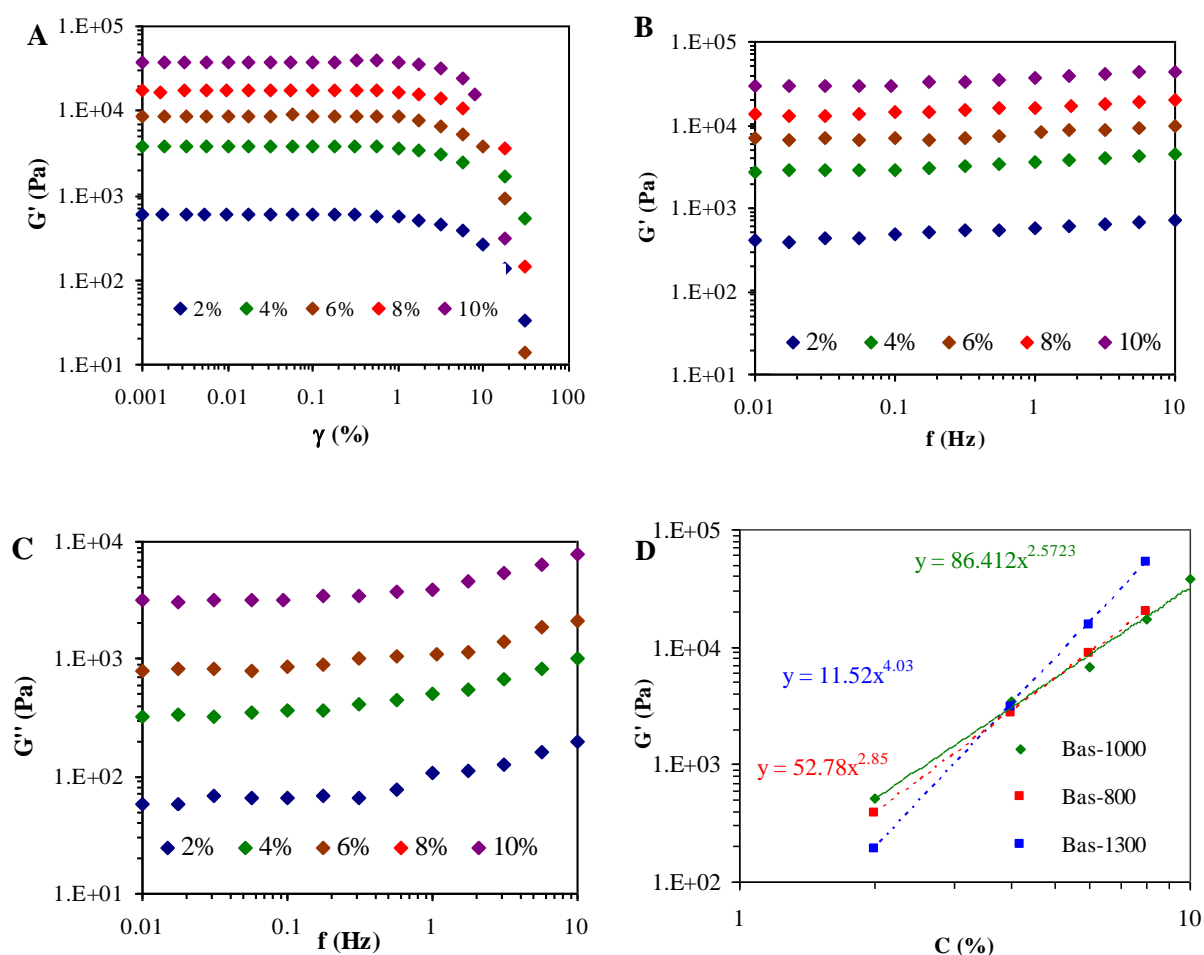 A
1.E+05
1.E+04
1.E+03
1.E+02
1.E+01
G' (Pa)
2% 4% 6% 8% 10%
0.001 0.01 0.1 1 10 100
γ (%)
B
1.E+05
1.E+04
1.E+03
1.E+02
1.E+01
G' (Pa)
2% 4% 6% 8% 10%
0.01 0.1 1 10
f (Hz)
C
1.E+04
1.E+03
1.E+02
1.E+01
G'' (Pa)
2% 4% 6% 8% 10%
0.01 0.1 1 10
f (Hz)
D
1.E+05
1.E+04
1.E+03
1.E+02
G' (Pa)
y = 86.412x^2.5723
y = 11.52x^4.03
y = 52.78x^2.85
Bas-1000
Bas-800
Bas-1300
1 10
C (%)